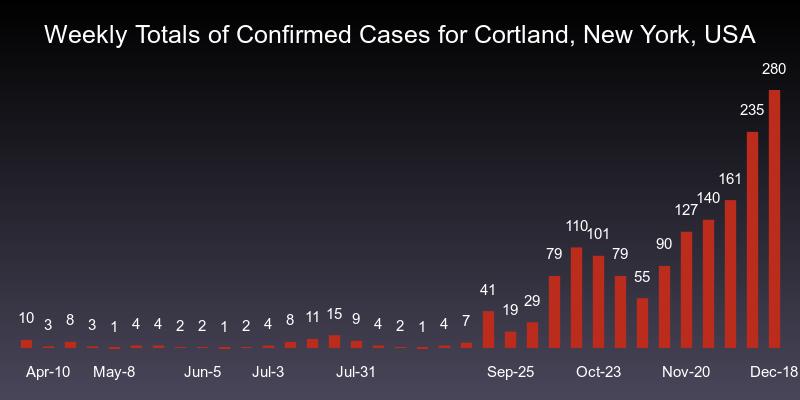 Weekly Totals of Confirmed Cases for Cortland, New York, USA
10 3 8 3 1 4 4 2 2 1 2 4 8 11 15 9 4 2 1 4 7 41 19 29 79 110 101 79 55 90 127 140 161 235 280
Apr-10 May-8 Jun-5 Jul-3 Jul-31 Sep-25 Oct-23 Nov-20 Dec-18